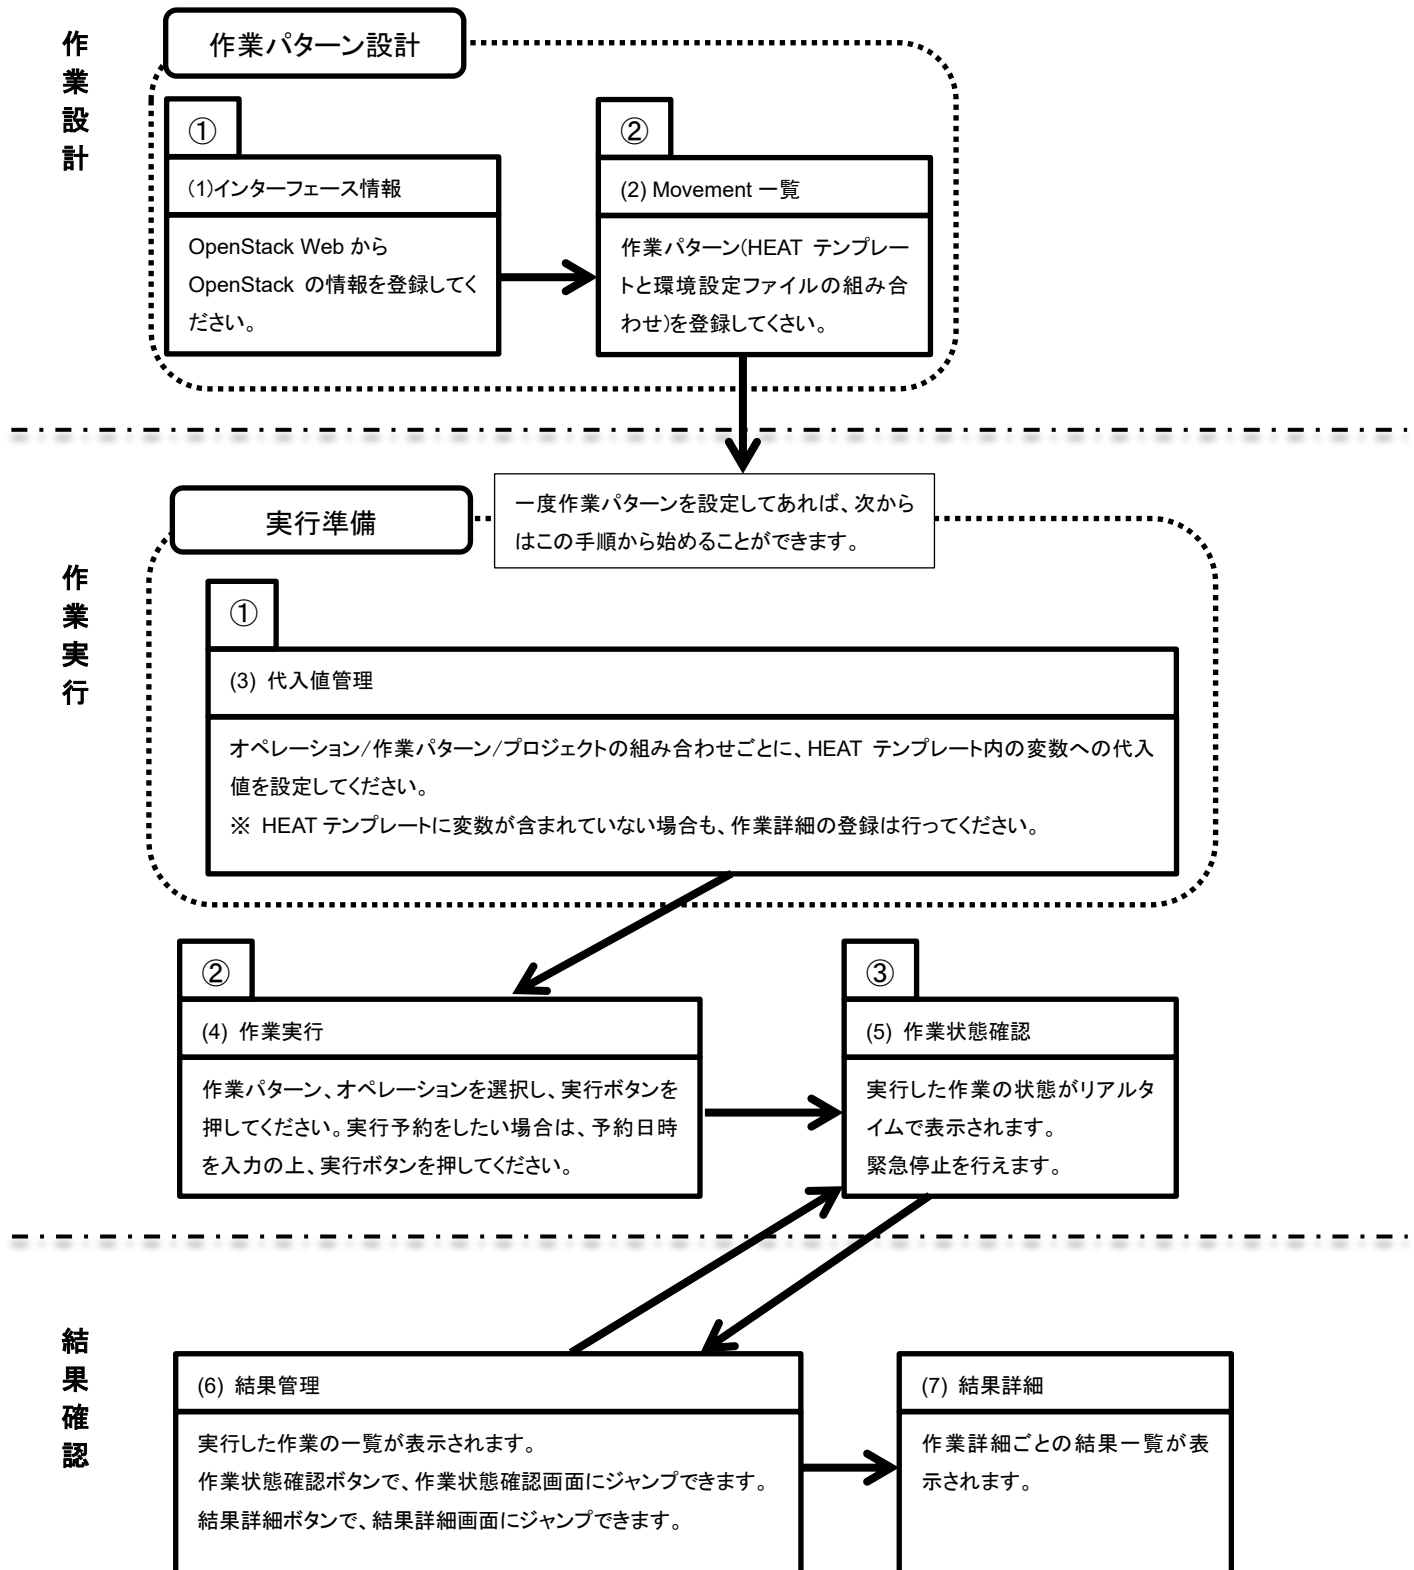 作業設計
作業パターン設計
①
(1)インターフェース情報
OpenStack Web から
OpenStack の情報を登録してく
ださい。
②
(2) Movement 一覧
作業パターン(HEAT テンプレー
トと環境設定ファイルの組み合
わせ)を登録してくさい。
作業実行
実行準備
一度作業パターンを設定してあれば、次から
はこの手順から始めることができます。
①
(3) 代入値管理
オペレーション/作業パターン/プロジェクトの組み合わせごとに、HEAT テンプレート内の変数への代入
値を設定してください。
※ HEAT テンプレートに変数が含まれていない場合も、作業詳細の登録は行ってください。
②
(4) 作業実行
作業パターン、オペレーションを選択し、実行ボタンを
押してください。実行予約をしたい場合は、予約日時
を入力の上、実行ボタンを押してください。
③
(5) 作業状態確認
実行した作業の状態がリアルタ
イムで表示されます。
緊急停止を行えます。
結果確認
(6) 結果管理
実行した作業の一覧が表示されます。
作業状態確認ボタンで、作業状態確認画面にジャンプできます。
結果詳細ボタンで、結果詳細画面にジャンプできます。
(7) 結果詳細
作業詳細ごとの結果一覧が表
示されます。